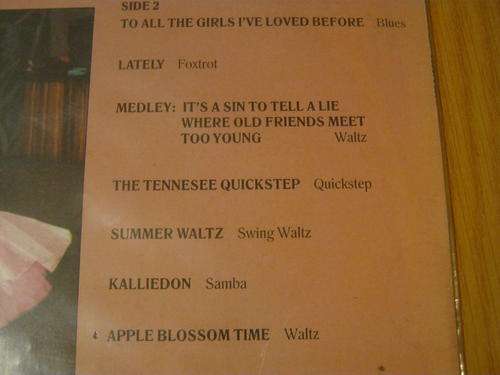 SIDE 2
TO ALL THE GIRLS I'VE LOVED BEFORE Blues
LATELY Foxtrot
MEDLEY: IT'S A SIN TO TELL A LIE
WHERE OLD FRIENDS MEET
TOO YOUNG Waltz
THE TENNESEE QUICKSTEP Quickstep
SUMMER WALTZ Swing Waltz
KALLIEDON Samba
APPLE BLOSSOM TIME Waltz